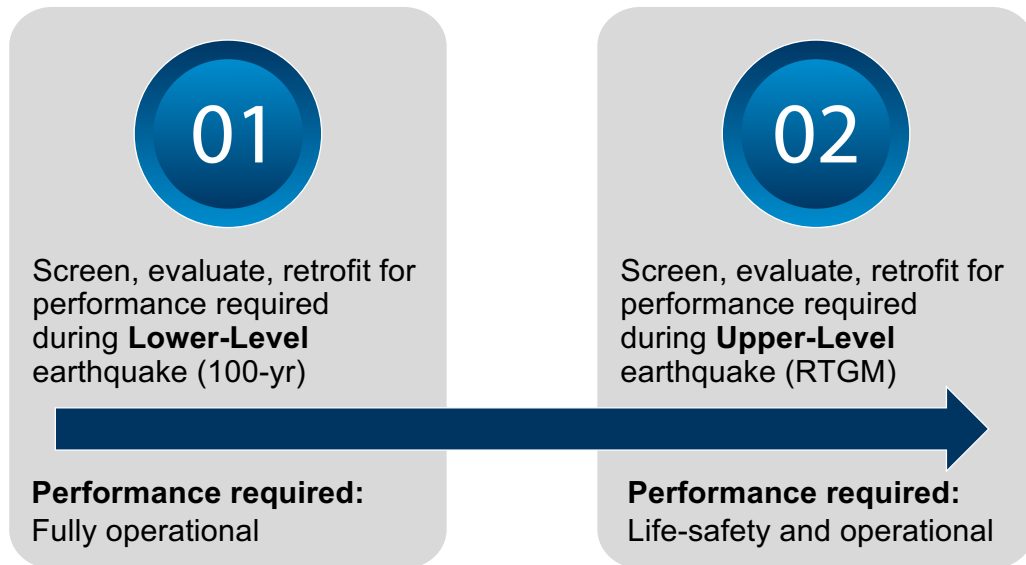 01
Screen, evaluate, retrofit for
performance required
during Lower-Level
earthquake (100-yr)
Performance required:
Fully operational
02
Screen, evaluate, retrofit for
performance required
during Upper-Level
earthquake (RTGM)
Performance required:
Life-safety and operational